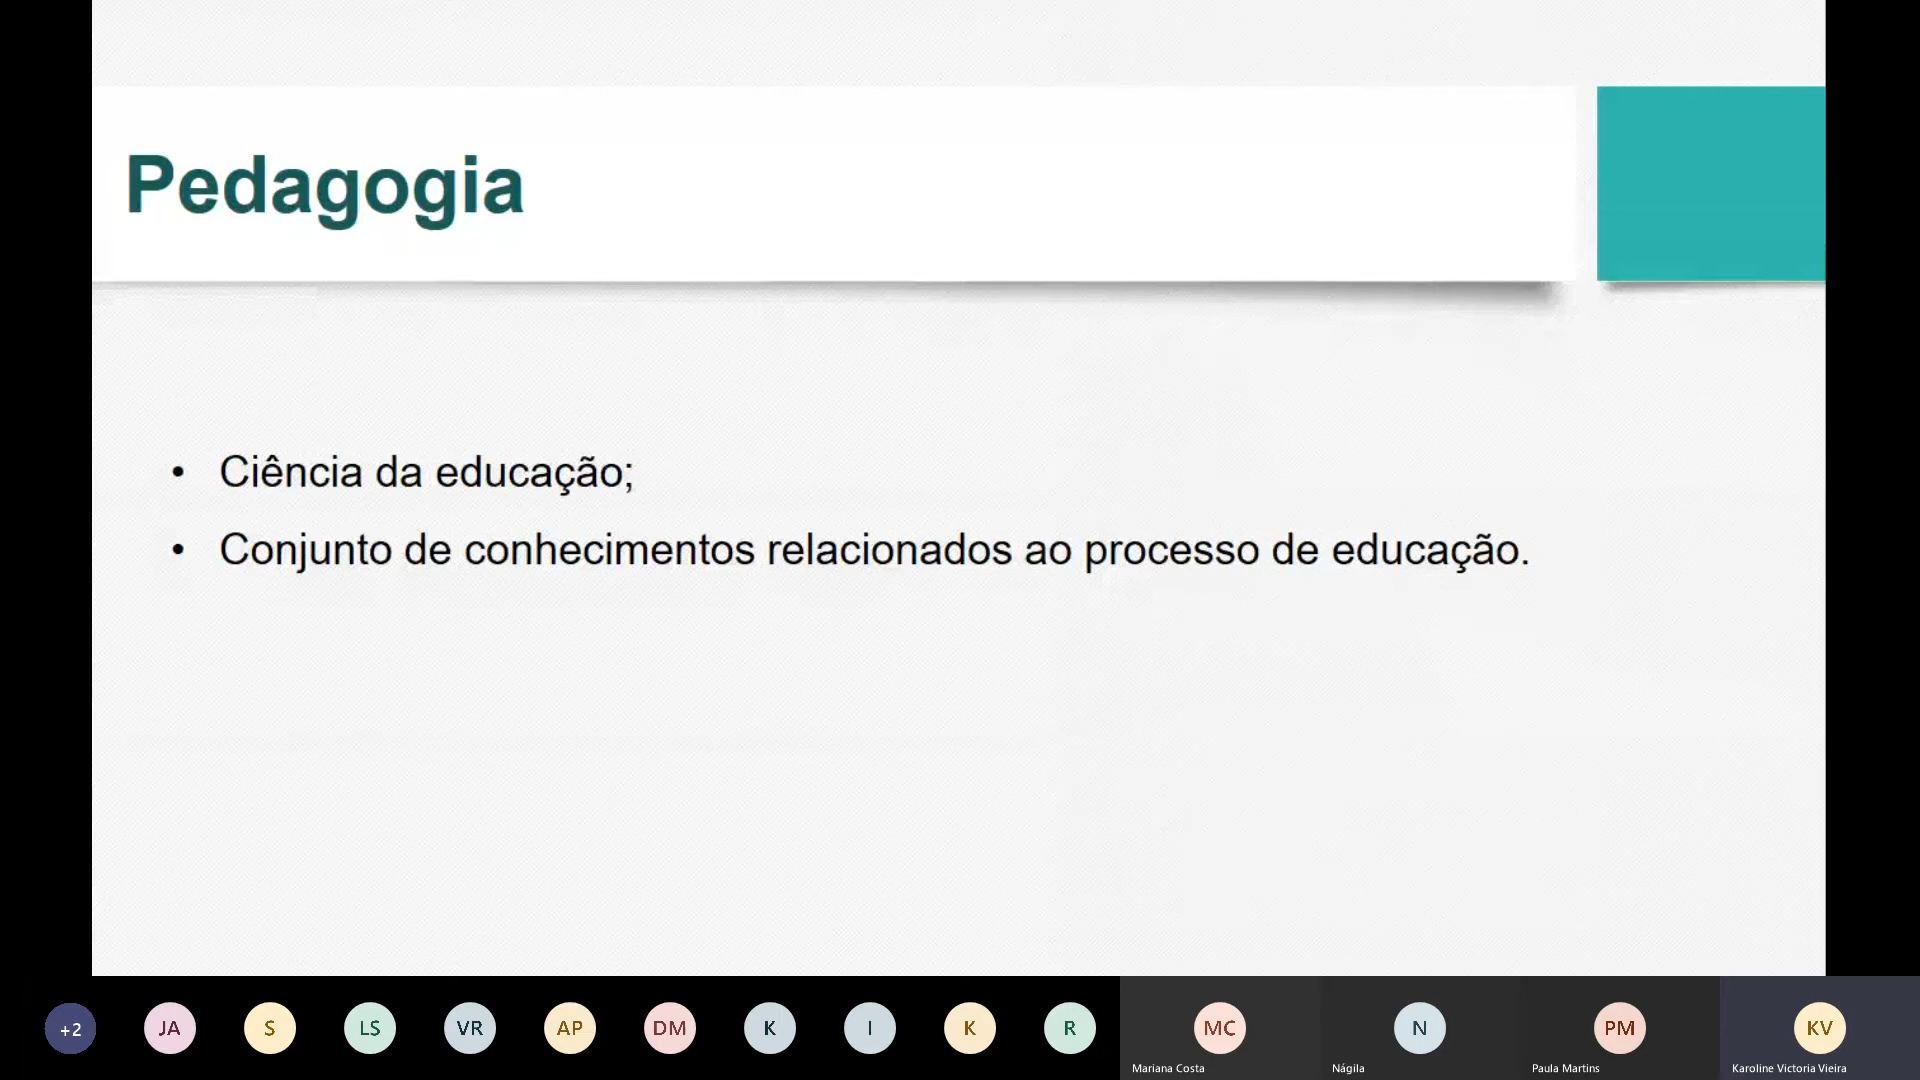 Pedagogia
• Ciência da educação;
• Conjunto de conhecimentos relacionados ao processo de educação.
+2 JA S LS VR AP DM K I K R MC N PM KV
Mariana Costa Nágila Paula Martins Karoline Victoria Vieira